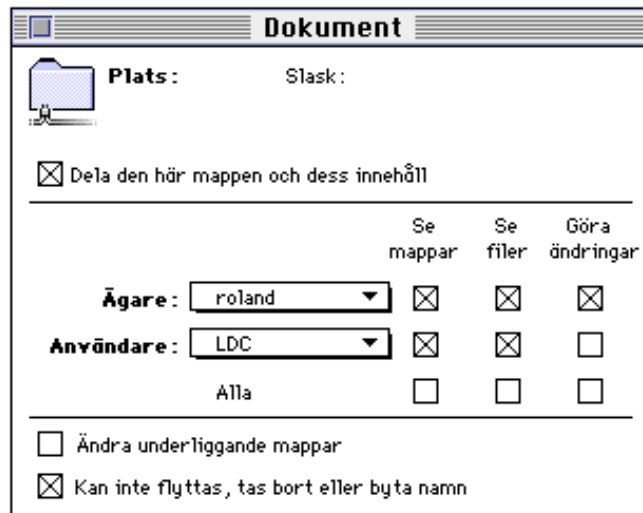 Dokument
Plats: Slask:
Dela den här mappen och dess innehåll
Se Se Göra
mappar filer ändringar
Ägare: roland
Användare: LDC
Alla
Ändra underliggande mappar
Kan inte flyttas, tas bort eller byta namn